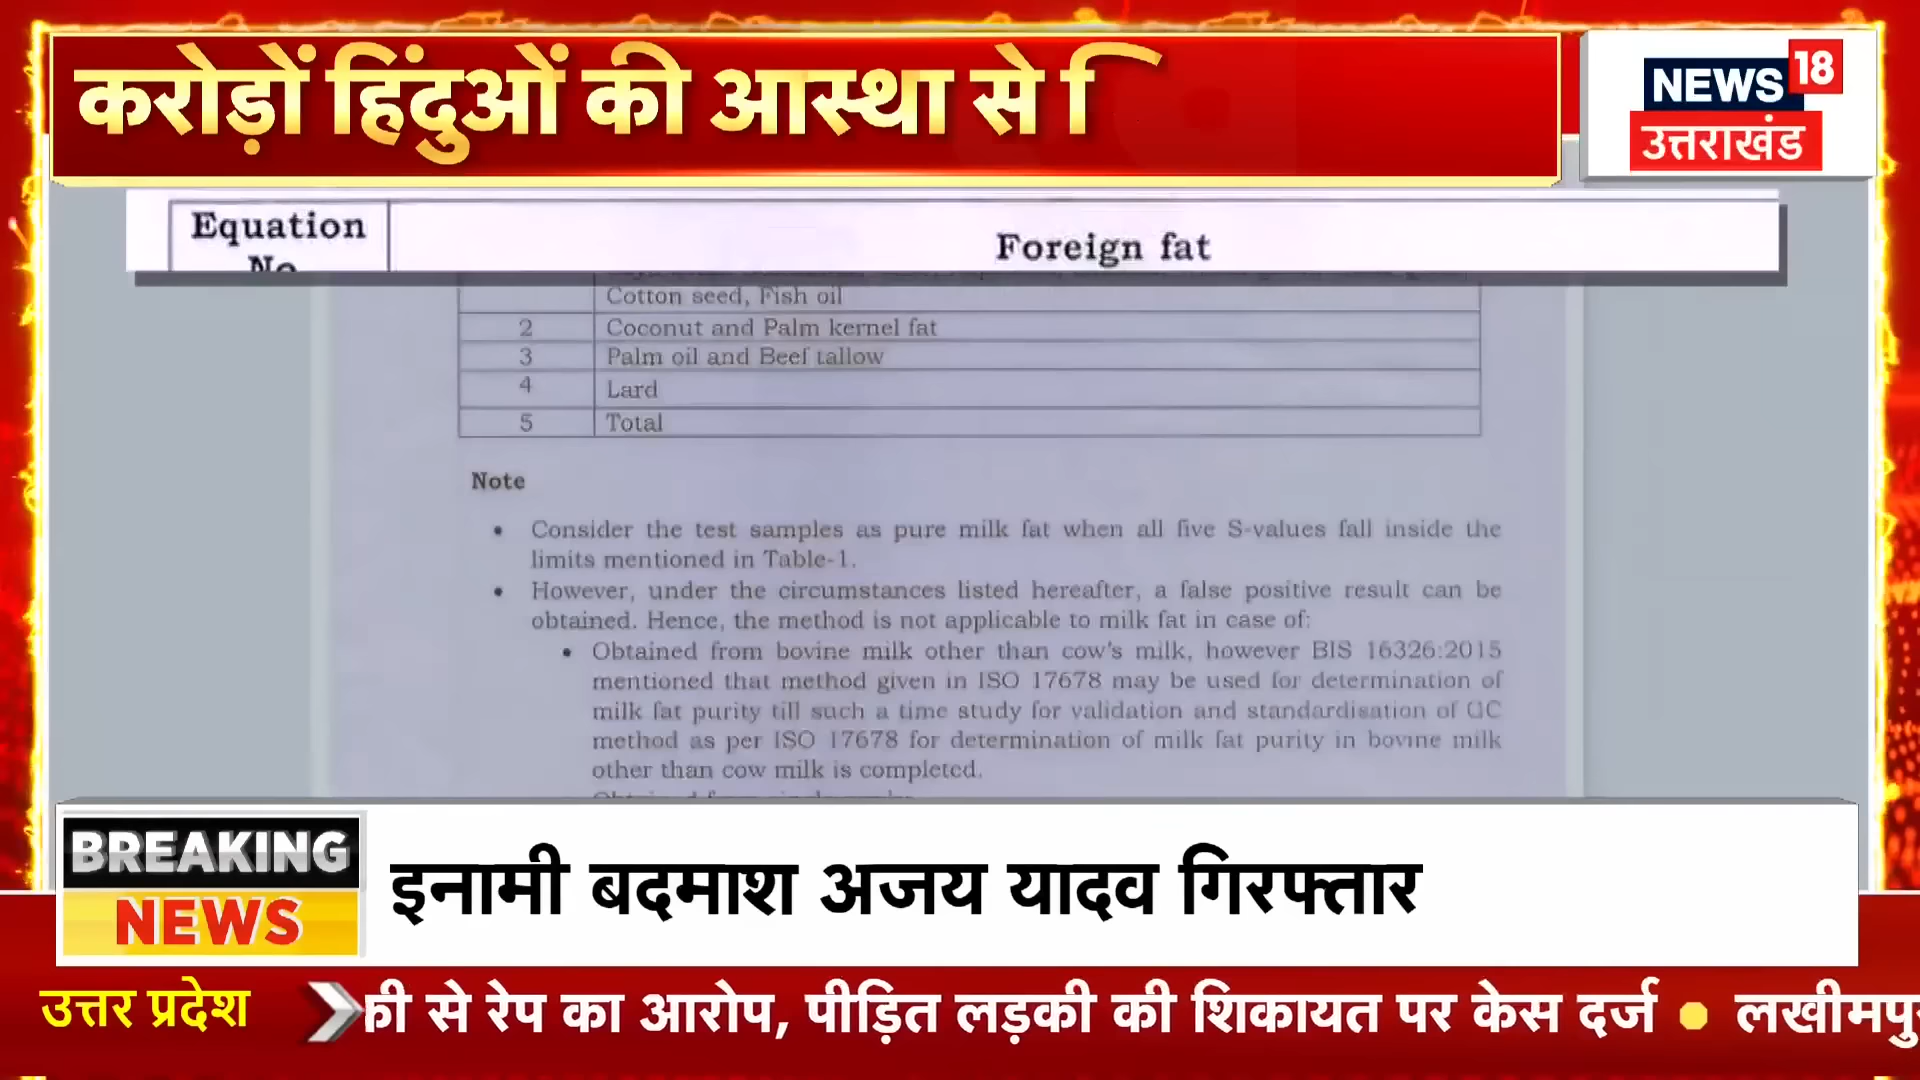 करोड़ों हिंदुओं की आस्था से
NEWS 18
उत्तराखंड
Equation
No
Foreign fat
Cotton seed, Fish oil
2 Coconut and Palm kernel fat
3 Palm oil and Beef tallow
4 Lard
5 Total
Note
• Consider the test samples as pure milk fat when all five S-values fall inside the
limits mentioned in Table-1.
• However, under the circumstances listed hereafter, a false positive result can be
obtained. Hence, the method is not applicable to milk fat in case of:
• Obtained from bovine milk other than cow's milk, however BIS 16326:2015
mentioned that method given in ISO 17678 may be used for determination of
milk fat purity till such a time study for validation and standardisation of GC
method as per ISO 17678 for determination of milk fat purity in bovine milk
other than cow milk is completed.
BREAKING
NEWS
इनामी बदमाश अजय यादव गिरफ्तार
उत्तर प्रदेश
से रेप का आरोप, पीड़ित लड़की की शिकायत पर केस दर्ज ● लखीमपु